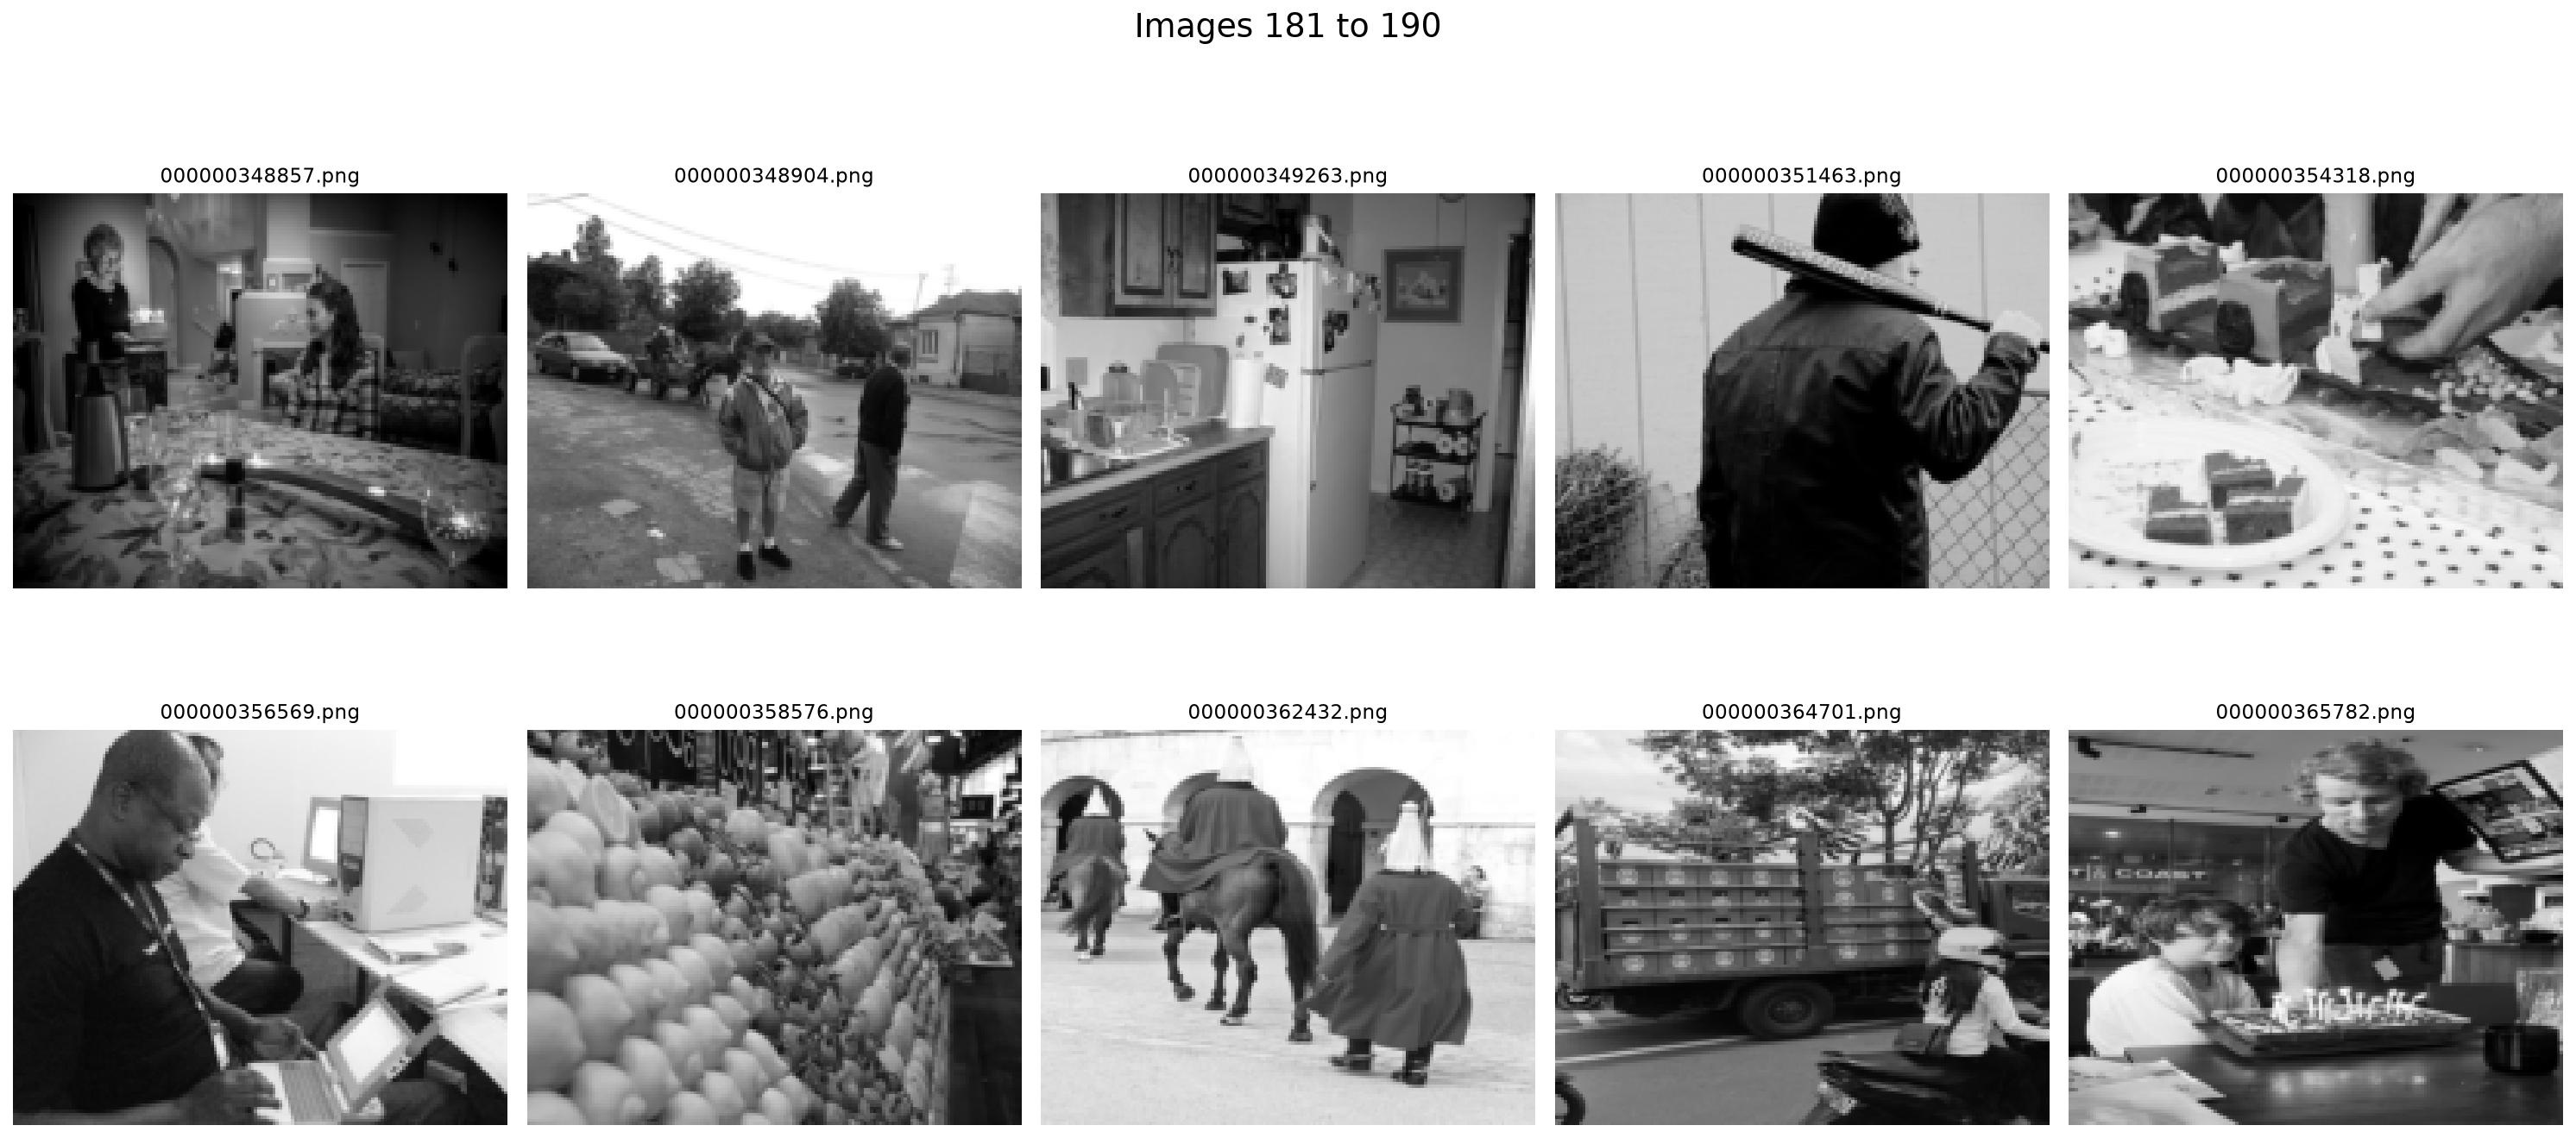 Images 181 to 190
000000348857.png
000000348904.png
000000349263.png
000000351463.png
000000354318.png
000000356569.png
000000358576.png
000000362432.png
000000364701.png
000000365782.png
COAST